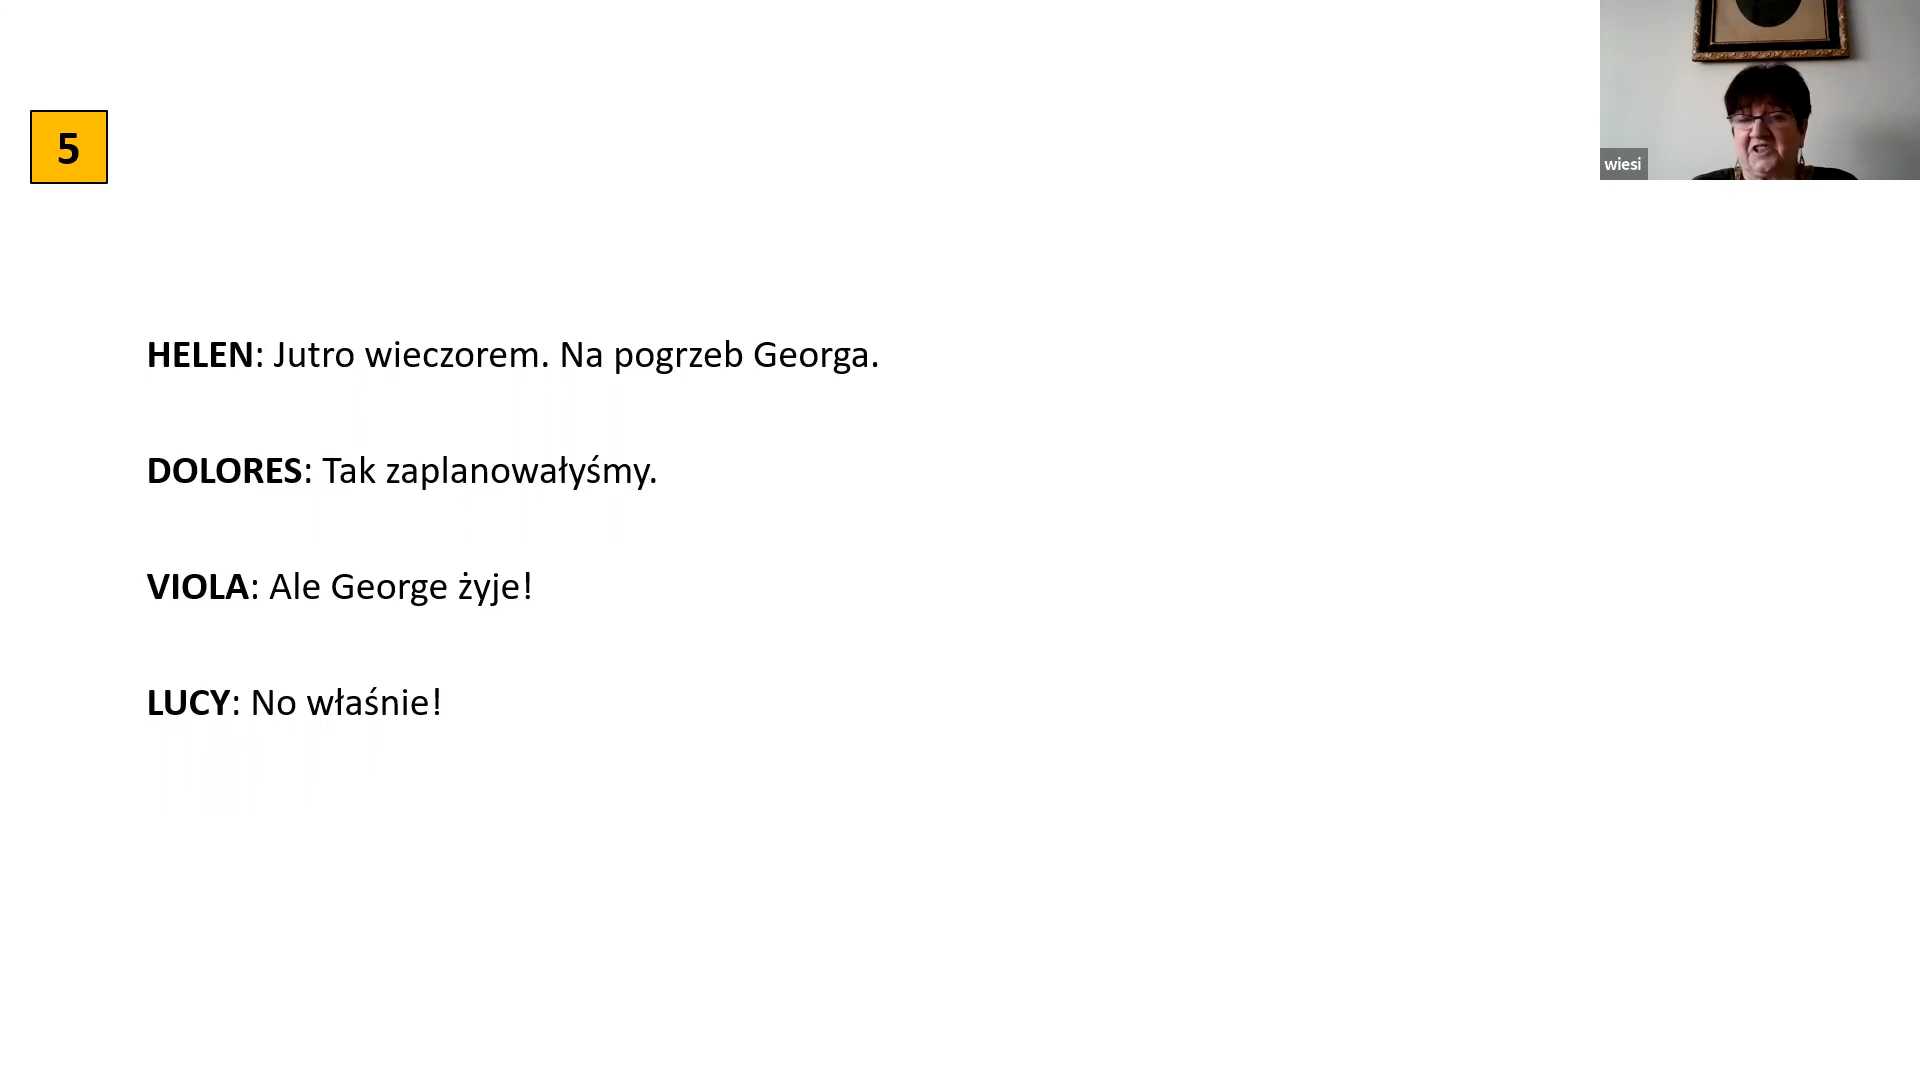 5
wiesi
HELEN: Jutro wieczorem. Na pogrzeb Georga.
DOLORES: Tak zaplanowałyśmy.
VIOLA: Ale George żyje!
LUCY: No właśnie!